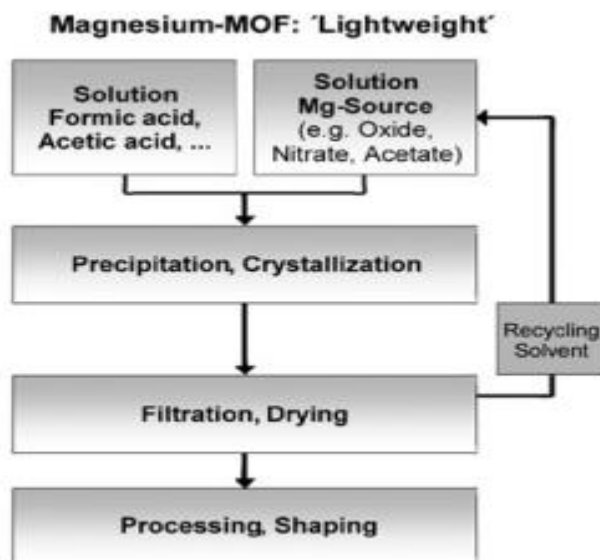 Magnesium-MOF: ´Lightweight´
Solution
Formic acid,
Acetic acid, ...
Solution
Mg-Source
(e.g. Oxide,
Nitrate, Acetate)
Precipitation, Crystallization
Recycling
Solvent
Filtration, Drying
Processing, Shaping